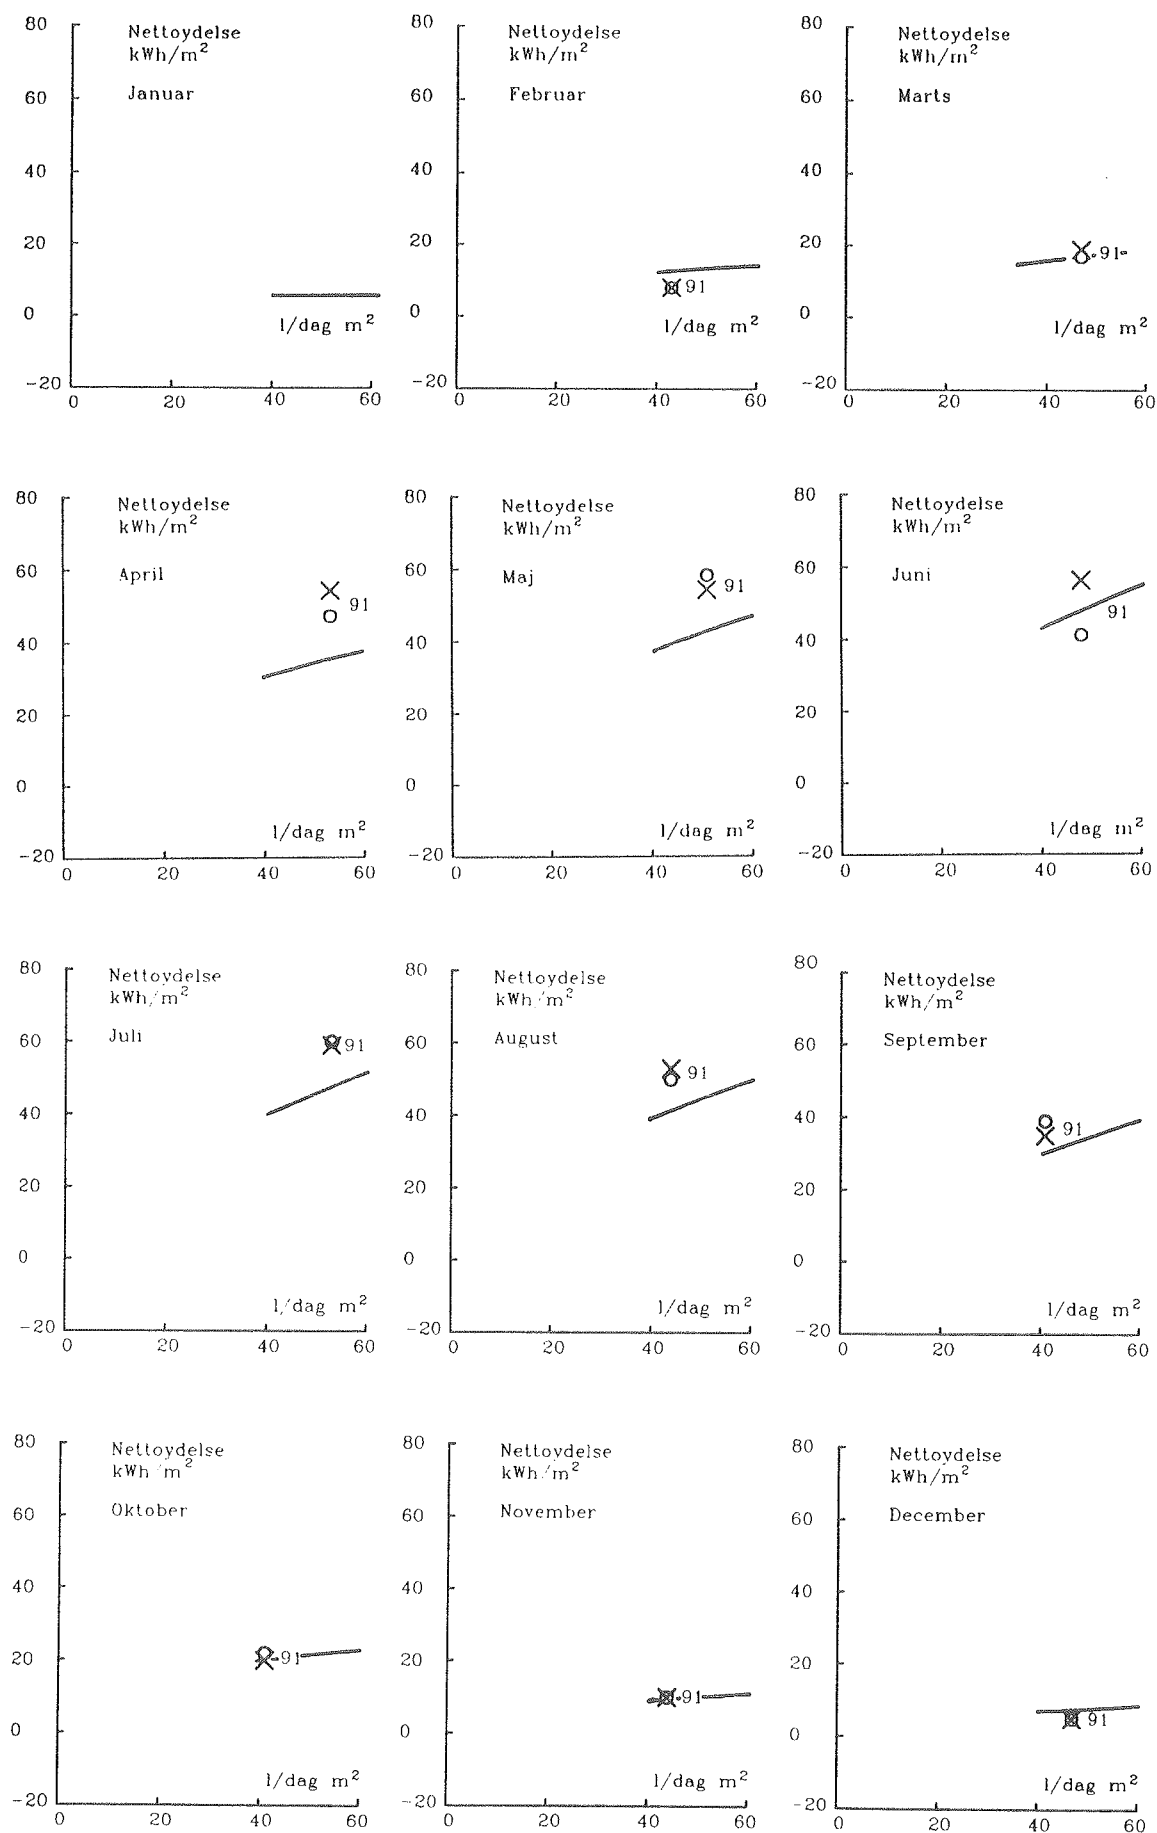 80
Nettoydelse
kWh/m²
60
Januar
40
20
0
l/dag m²
-20
0 20 40 60
80
Nettoydelse
kWh/m²
60
Februar
40
20
91
0
l/dag m²
-20
0 20 40 60
80
Nettoydelse
kWh/m²
60
Marts
40
20
91
0
l/dag m²
-20
0 20 40 60
80
Nettoydelse
kWh/m²
60
April
91
40
20
0
l/dag m²
-20
0 20 40 60
80
Nettoydelse
kWh/m²
60
Maj
91
40
20
0
l/dag m²
-20
0 20 40 60
80
Nettoydelse
kWh/m²
60
Juni
91
40
20
0
l/dag m²
-20
0 20 40 60
80
Nettoydelse
kWh/m²
60
Juli
91
40
20
0
l/dag m²
-20
0 20 40 60
80
Nettoydelse
kWh/m²
60
August
91
40
20
0
l/dag m²
-20
0 20 40 60
80
Nettoydelse
kWh/m²
60
September
91
40
20
0
l/dag m²
-20
0 20 40 60
80
Nettoydelse
kWh/m²
60
Oktober
40
20
91
0
l/dag m²
-20
0 20 40 60
80
Nettoydelse
kWh/m²
60
November
40
20
91
0
l/dag m²
-20
0 20 40 60
80
Nettoydelse
kWh/m²
60
December
40
20
91
0
l/dag m²
-20
0 20 40 60